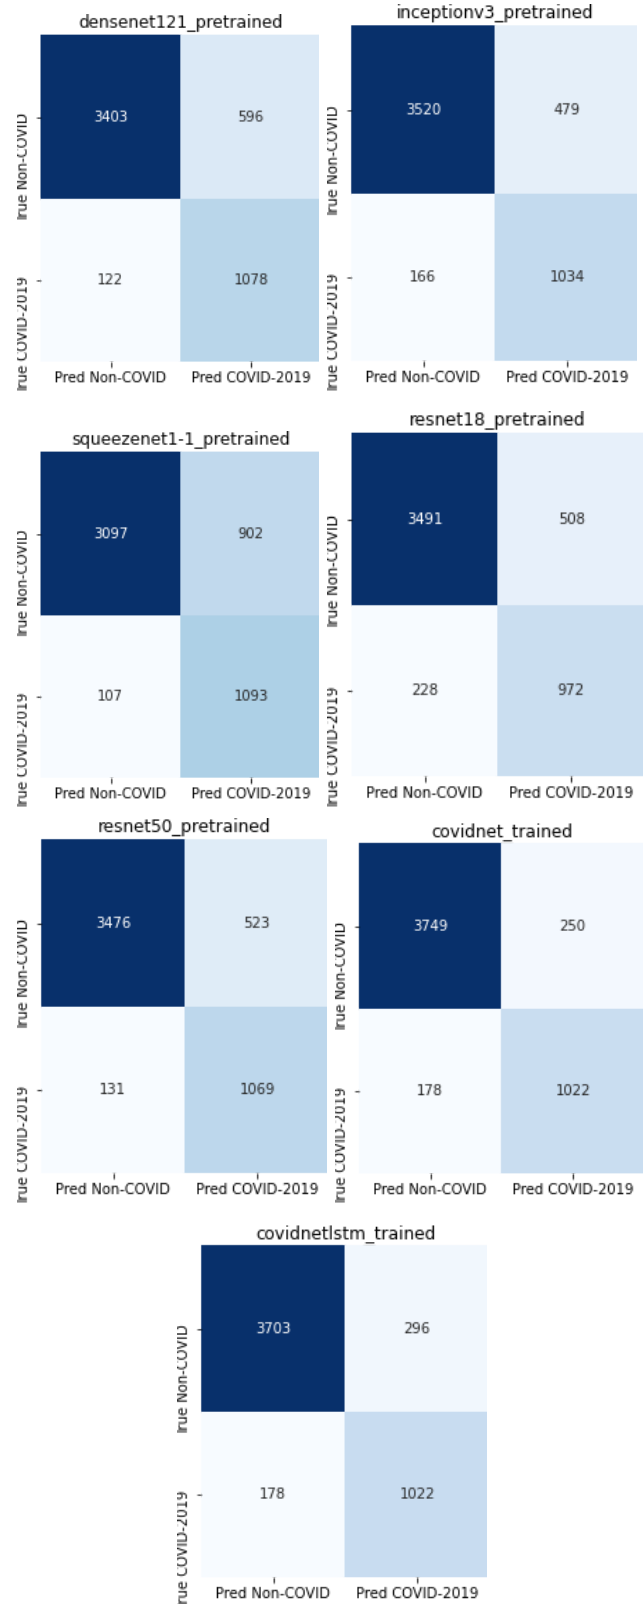 densenet121_pretrained
True Non-COVID
3403 596
True COVID-2019
122 1078
Pred Non-COVID Pred COVID-2019
inceptionv3_pretrained
True Non-COVID
3520 479
True COVID-2019
166 1034
Pred Non-COVID Pred COVID-2019
squeezenet1-1_pretrained
True Non-COVID
3097 902
True COVID-2019
107 1093
Pred Non-COVID Pred COVID-2019
resnet18_pretrained
True Non-COVID
3491 508
True COVID-2019
228 972
Pred Non-COVID Pred COVID-2019
resnet50_pretrained
True Non-COVID
3476 523
True COVID-2019
131 1069
Pred Non-COVID Pred COVID-2019
covidnet_trained
True Non-COVID
3749 250
True COVID-2019
178 1022
Pred Non-COVID Pred COVID-2019
covidnetlstm_trained
True Non-COVID
3703 296
True COVID-2019
178 1022
Pred Non-COVID Pred COVID-2019